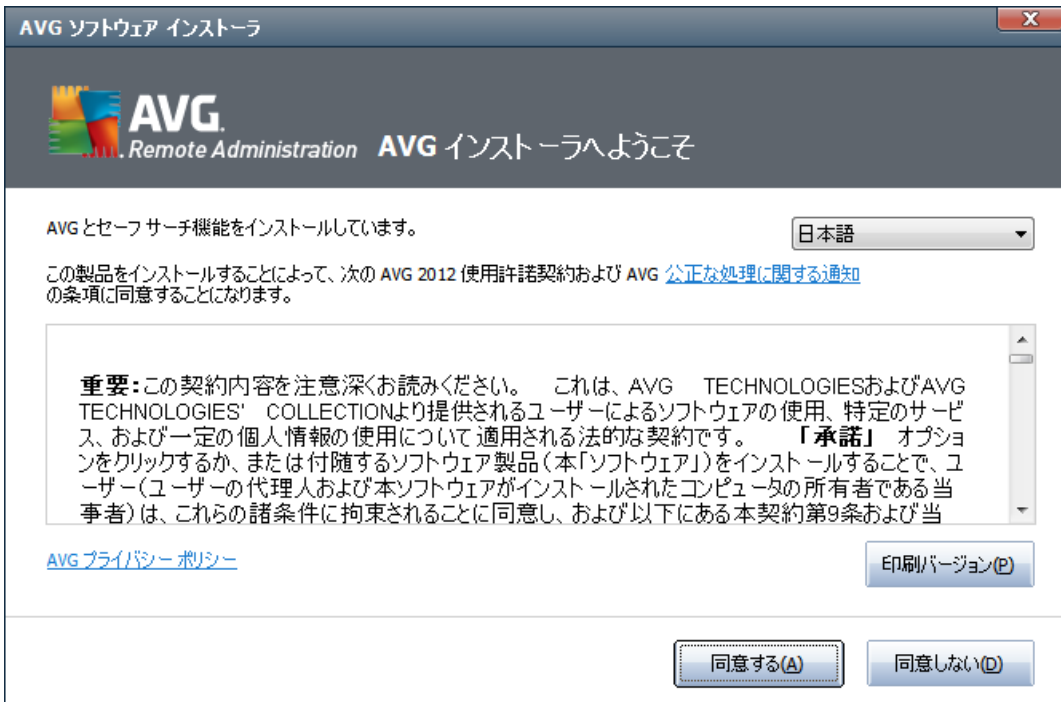 AVG ソフトウェア インストーラ
AVG.
Remote Administration AVG インストーラへようこそ
AVG とセーフ サーチ機能をインストールしています。
日本語
この製品をインストールすることによって、次の AVG 2012 使用許諾契約および AVG 公正な処理に関する通知
の条項に同意することになります。
重要:この契約内容を注意深くお読みください。 これは、AVG TECHNOLOGIESおよびAVG
TECHNOLOGIES' COLLECTIONより提供されるユーザーによるソフトウェアの使用、特定のサービ
ス、および一定の個人情報の使用について適用される法的な契約です。 「承諾」 オプショ
ンをクリックするか、または付随するソフトウェア製品(本「ソフトウェア」)をインストールすることで、ユ
ーザー(ユーザーの代理人および本ソフトウェアがインストールされたコンピュータの所有者である当
事者)は、これらの諸条件に拘束されることに同意し、および以下にある本契約第9条および当
AVG プライバシー ポリシー
印刷バージョン(P)
同意する(A)
同意しない(D)